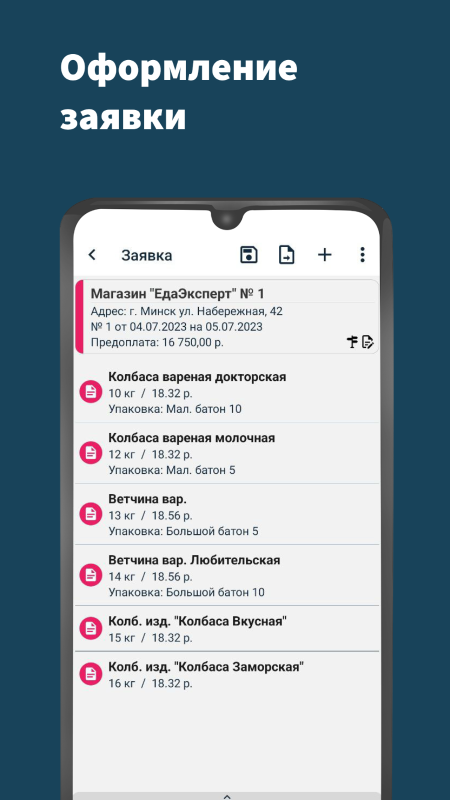 Оформление
заявки
Заявка
Магазин "ЕдаЭксперт" № 1
Адрес: г. Минск ул. Набережная, 42
№ 1 от 04.07.2023 на 05.07.2023
Предоплата: 16 750,00 р.
Колбаса вареная докторская
10 кг / 18.32 р.
Упаковка: Мал. батон 10
Колбаса вареная молочная
12 кг / 18.32 р.
Упаковка: Мал. батон 5
Ветчина вар.
13 кг / 18.56 р.
Упаковка: Большой батон 5
Ветчина вар. Любительская
14 кг / 18.56 р.
Упаковка: Большой батон 10
Колб. изд. "Колбаса Вкусная"
15 кг / 18.32 р.
Колб. изд. "Колбаса Заморская"
16 кг / 18.32 р.